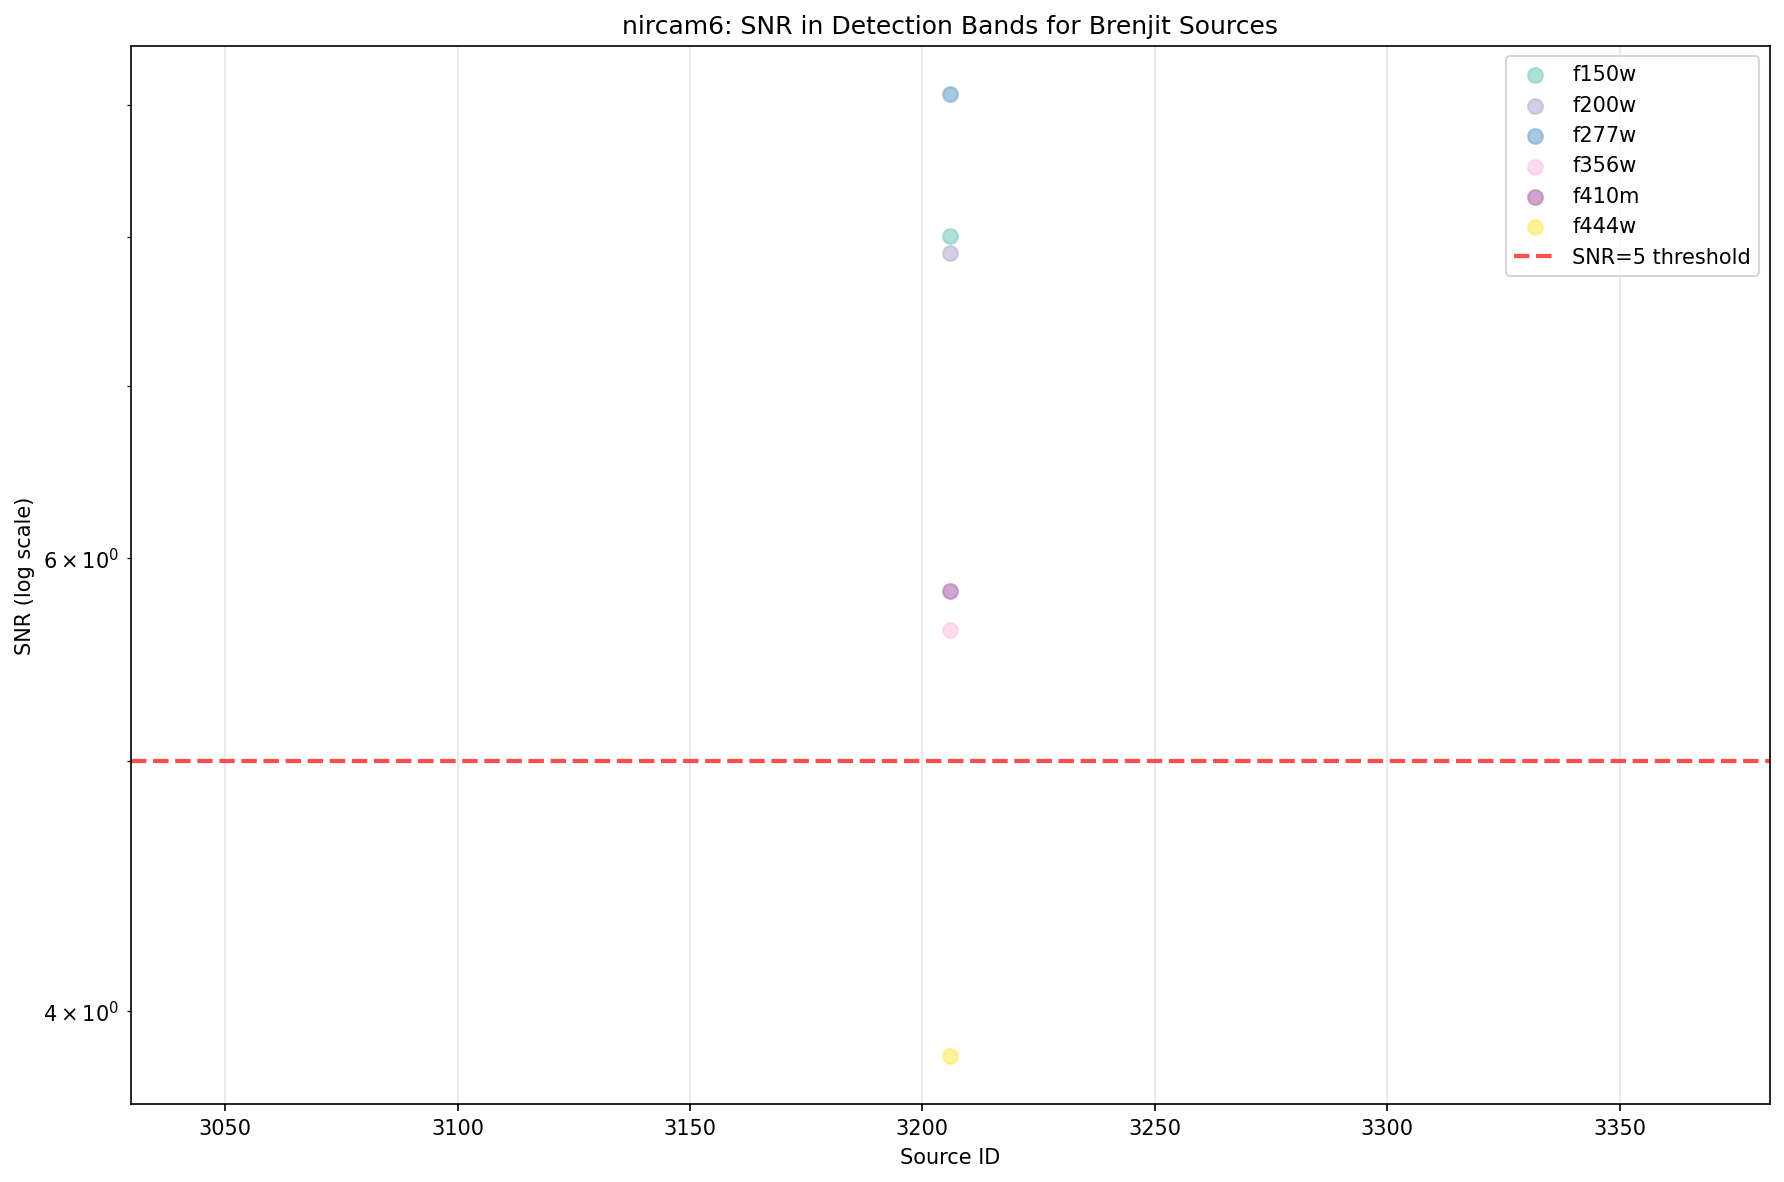 nircam6: SNR in Detection Bands for Brenjit Sources
f150w
f200w
f277w
f356w
f410m
f444w
SNR=5 threshold
SNR (log scale)
6 × 10⁰
4 × 10⁰
3050 3100 3150 3200 3250 3300 3350
Source ID